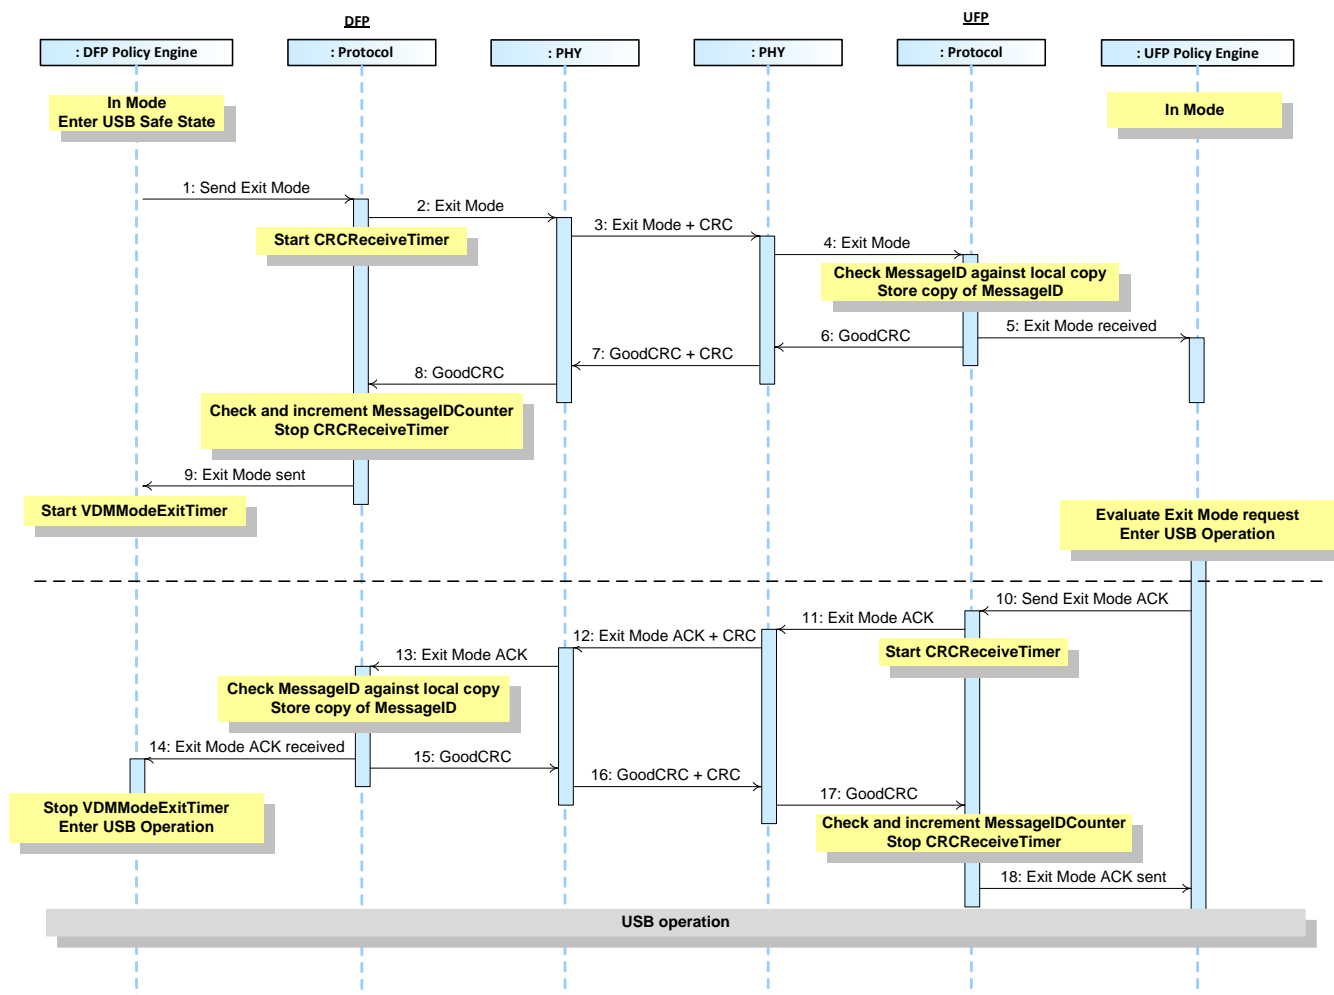 DFP
UFP
: DFP Policy Engine
: Protocol
: PHY
: PHY
: Protocol
: UFP Policy Engine
In Mode
Enter USB Safe State
In Mode
1: Send Exit Mode
2: Exit Mode
3: Exit Mode + CRC
Start CRCReceiveTimer
4: Exit Mode
Check MessageID against local copy
Store copy of MessageID
5: Exit Mode received
6: GoodCRC
7: GoodCRC + CRC
8: GoodCRC
Check and increment MessageIDCounter
Stop CRCReceiveTimer
9: Exit Mode sent
Start VDMModeExitTimer
Evaluate Exit Mode request
Enter USB Operation
10: Send Exit Mode ACK
11: Exit Mode ACK
12: Exit Mode ACK + CRC
Start CRCReceiveTimer
13: Exit Mode ACK
Check MessageID against local copy
Store copy of MessageID
14: Exit Mode ACK received
15: GoodCRC
16: GoodCRC + CRC
17: GoodCRC
Stop VDMModeExitTimer
Enter USB Operation
Check and increment MessageIDCounter
Stop CRCReceiveTimer
18: Exit Mode ACK sent
USB operation